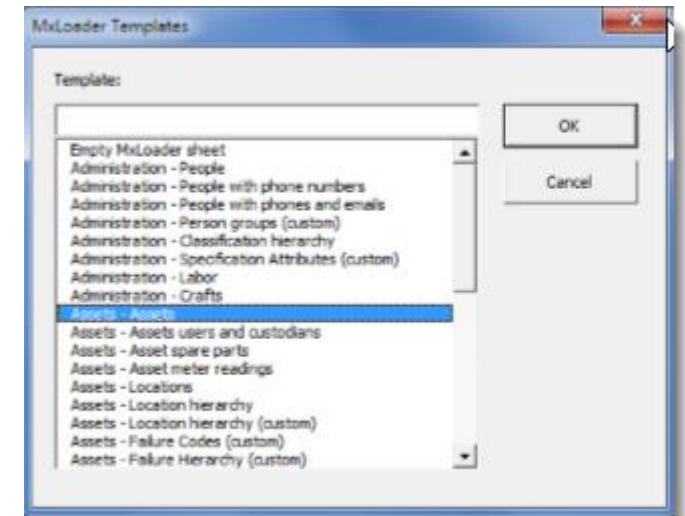 MxLoader Templates
Template:
OK
Cancel
Empty MxLoader sheet
Administration - People
Administration - People with phone numbers
Administration - People with phones and emails
Administration - Person groups (custom)
Administration - Classification hierarchy
Administration - Specification Attributes (custom)
Administration - Labor
Administration - Crafts
Assets - Assets
Assets - Assets users and custodians
Assets - Asset spare parts
Assets - Asset meter readings
Assets - Locations
Assets - Location hierarchy
Assets - Location hierarchy (custom)
Assets - Failure Codes (custom)
Assets - Failure Hierarchy (custom)